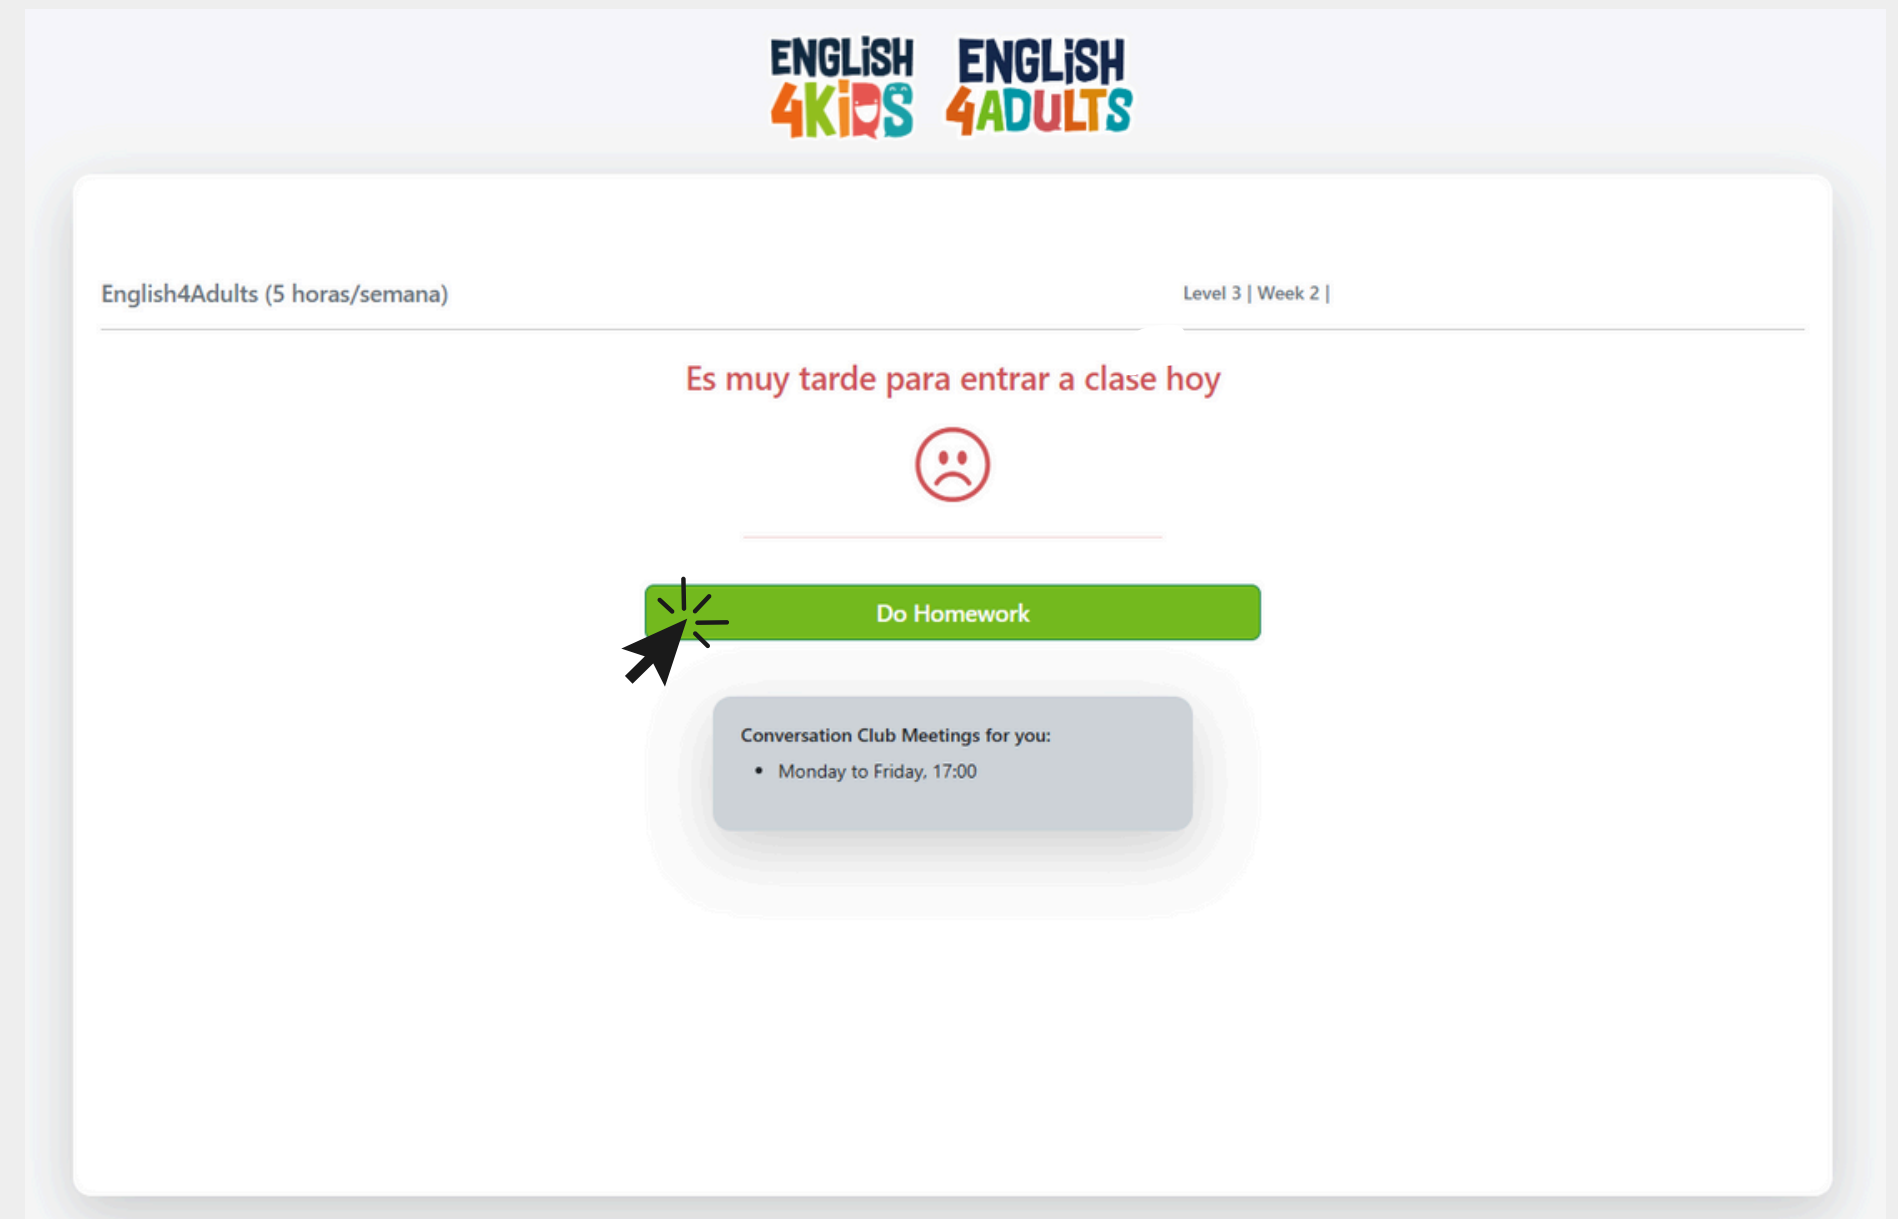 ENGLISH
4KiDS
ENGLISH
4ADULTS
English4Adults (5 horas/semana)
Level 3 | Week 2 |
Es muy tarde para entrar a clase hoy
Do Homework
Conversation Club Meetings for you:
• Monday to Friday, 17:00